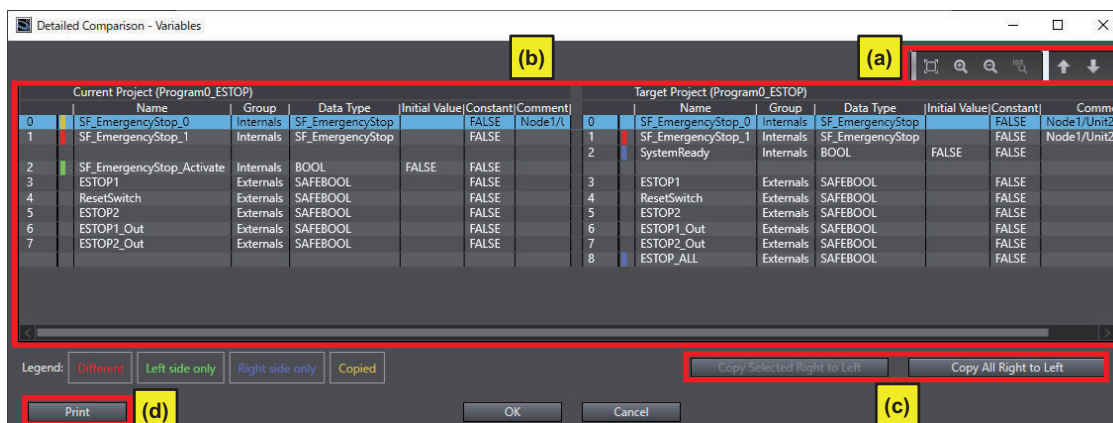 Detailed Comparison - Variables
(b) (a)
Current Project (Program0_ESTOP) Target Project (Program0_ESTOP)
Name Group Data Type Initial Value Constant Comment Name Group Data Type Initial Value Constant Comme
0 SF_EmergencyStop_0 Internals SF_EmergencyStop FALSE Node1/U 0 SF_EmergencyStop_0 Internals SF_EmergencyStop FALSE Node1/Unit2
1 SF_EmergencyStop_1 Internals SF_EmergencyStop FALSE 1 SF_EmergencyStop_1 Internals SF_EmergencyStop FALSE Node1/Unit2
2 SystemReady Internals BOOL FALSE FALSE
2 SF_EmergencyStop_Activate Internals BOOL FALSE FALSE
3 ESTOP1 Externals SAFEBOOL FALSE 3 ESTOP1 Externals SAFEBOOL FALSE
4 ResetSwitch Externals SAFEBOOL FALSE 4 ResetSwitch Externals SAFEBOOL FALSE
5 ESTOP2 Externals SAFEBOOL FALSE 5 ESTOP2 Externals SAFEBOOL FALSE
6 ESTOP1_Out Externals SAFEBOOL FALSE 6 ESTOP1_Out Externals SAFEBOOL FALSE
7 ESTOP2_Out Externals SAFEBOOL FALSE 7 ESTOP2_Out Externals SAFEBOOL FALSE
8 ESTOP_ALL Externals SAFEBOOL FALSE
Legend: Different Left side only Right side only Copied Copy Selected Right to Left Copy All Right to Left
Print (d) OK Cancel (c)